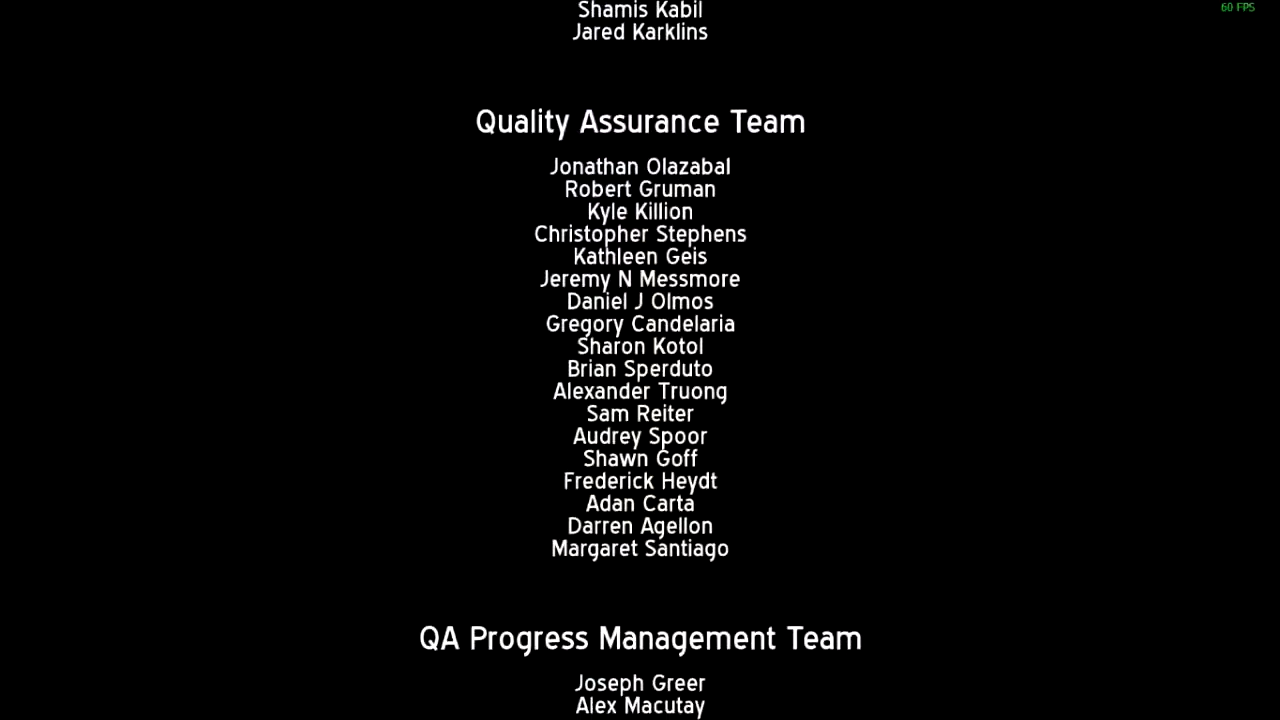 Shamis Kabil
60 FPS
Jared Karklins
Quality Assurance Team
Jonathan Olazabal
Robert Gruman
Kyle Killion
Christopher Stephens
Kathleen Geis
Jeremy N Messmore
Daniel J Olmos
Gregory Candelaria
Sharon Kotol
Brian Sperduto
Alexander Truong
Sam Reiter
Audrey Spoor
Shawn Goff
Frederick Heydt
Adan Carta
Darren Agellon
Margaret Santiago
QA Progress Management Team
Joseph Greer
Alex Macutay